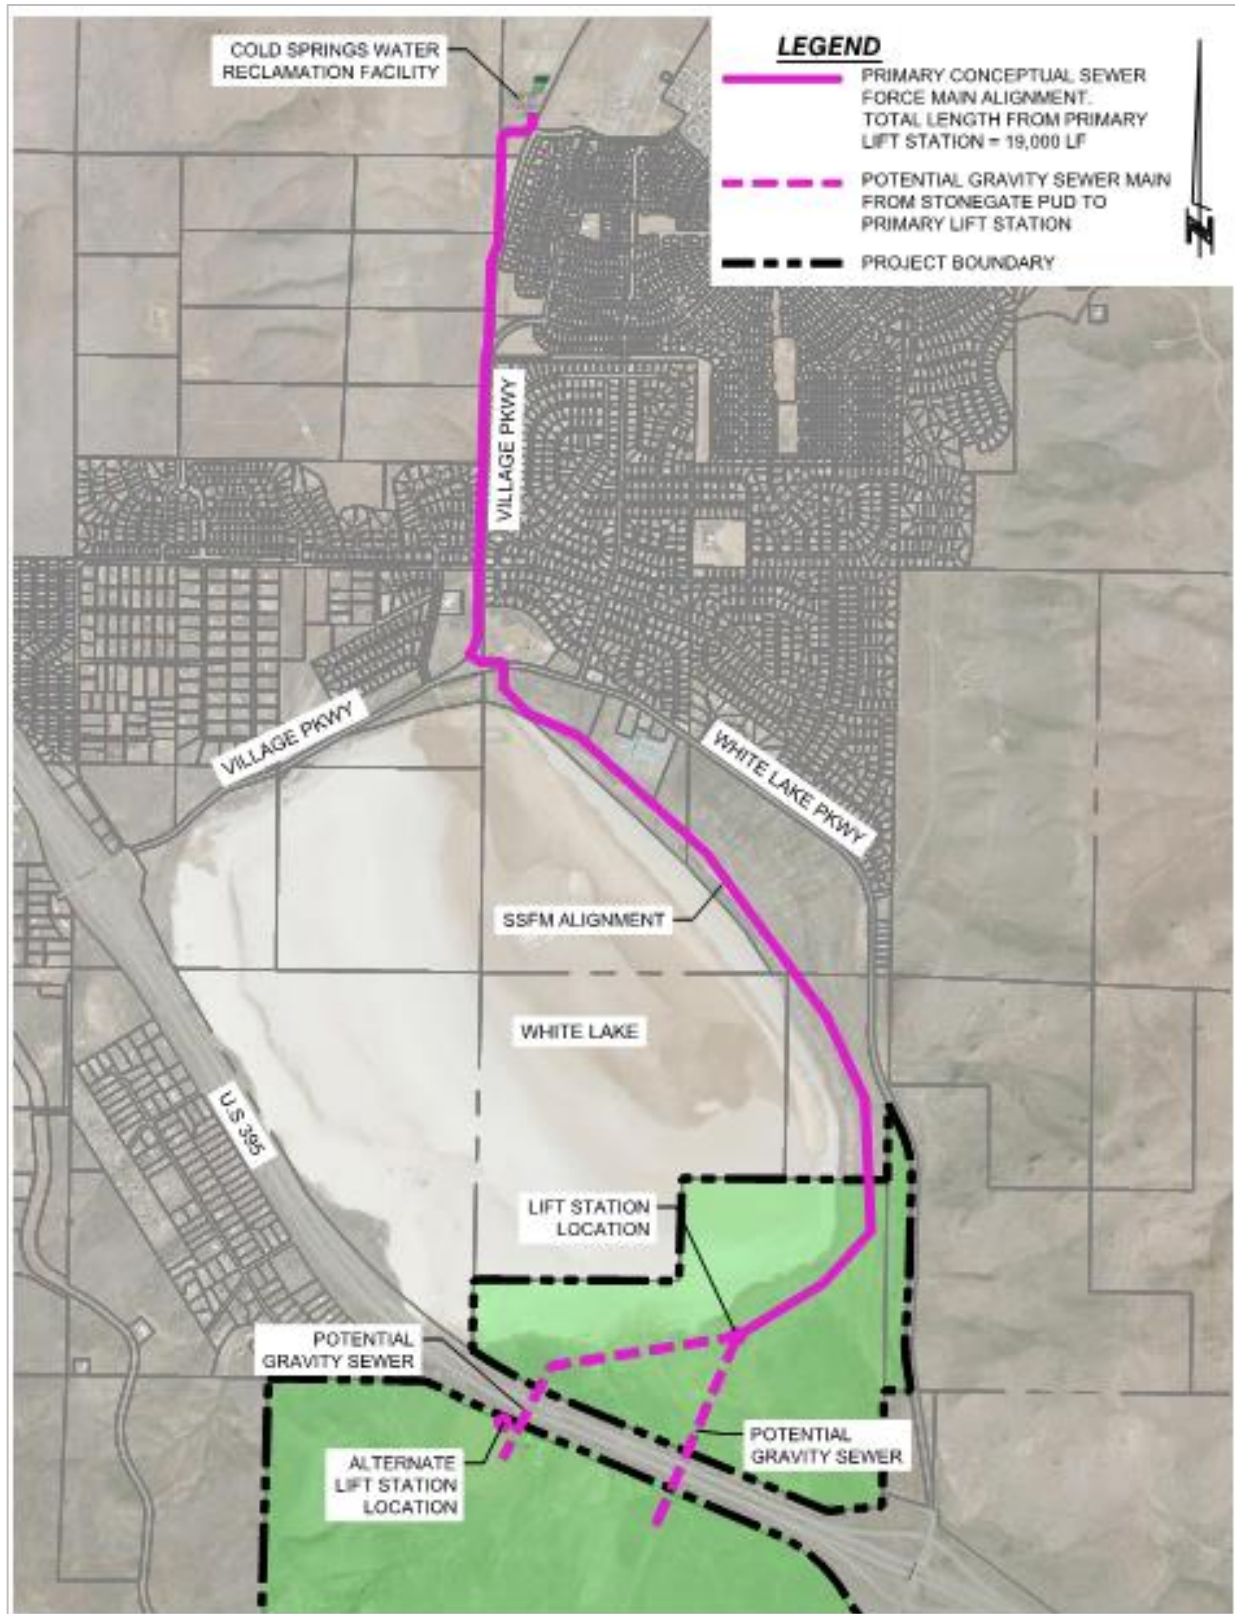 COLD SPRINGS WATER
RECLAMATION FACILITY
LEGEND
PRIMARY CONCEPTUAL SEWER
FORCE MAIN ALIGNMENT.
TOTAL LENGTH FROM PRIMARY
LIFT STATION = 19,000 LF
POTENTIAL GRAVITY SEWER MAIN
FROM STONEGATE PUD TO
PRIMARY LIFT STATION
PROJECT BOUNDARY
N
VILLAGE PKWY
VILLAGE PKWY
WHITE LAKE PKWY
SSFM ALIGNMENT
WHITE LAKE
U.S 395
LIFT STATION
LOCATION
POTENTIAL
GRAVITY SEWER
POTENTIAL
GRAVITY SEWER
ALTERNATE
LIFT STATION
LOCATION